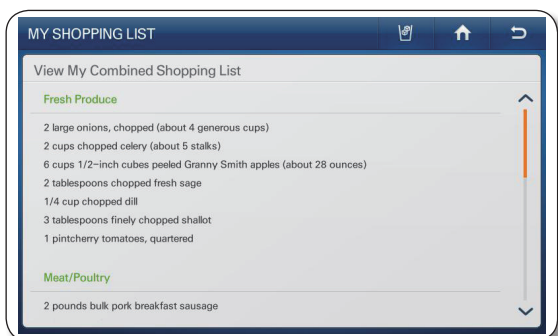 MY SHOPPING LIST
View My Combined Shopping List
Fresh Produce
2 large onions, chopped (about 4 generous cups)
2 cups chopped celery (about 5 stalks)
6 cups 1/2-inch cubes peeled Granny Smith apples (about 28 ounces)
2 tablespoons chopped fresh sage
1/4 cup chopped dill
3 tablespoons finely chopped shallot
1 pintcherry tomatoes, quartered
Meat/Poultry
2 pounds bulk pork breakfast sausage